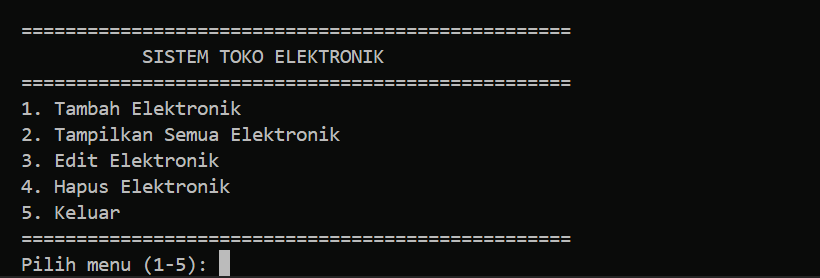 ==================================================
SISTEM TOKO ELEKTRONIK
==================================================
1. Tambah Elektronik
2. Tampilkan Semua Elektronik
3. Edit Elektronik
4. Hapus Elektronik
5. Keluar
==================================================
Pilih menu (1-5):